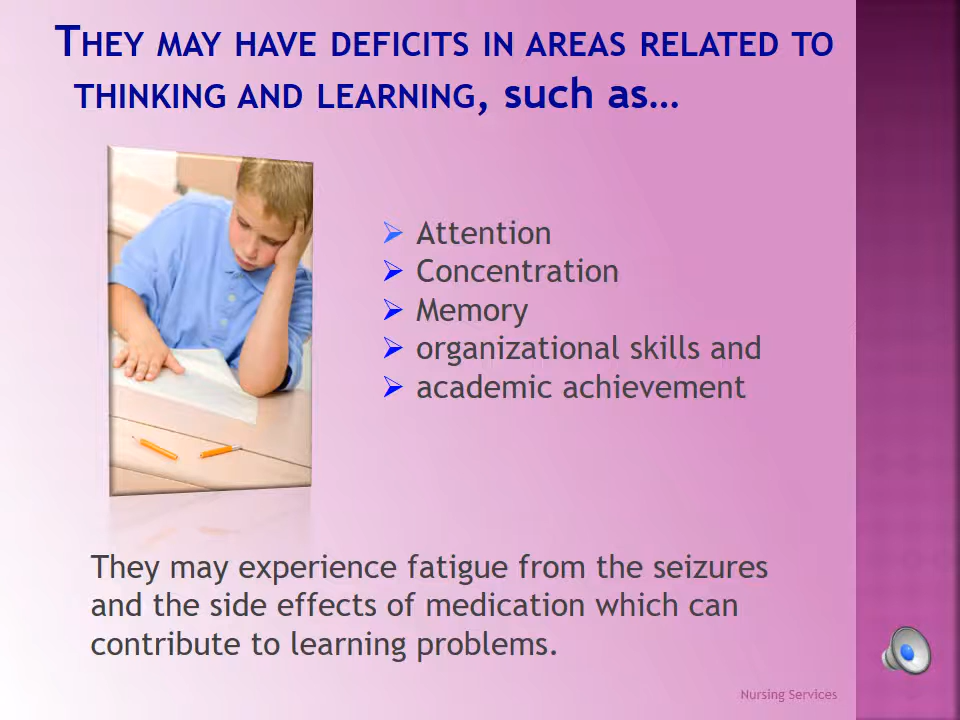 They may have deficits in areas related to
thinking and learning, such as…
Attention
Concentration
Memory
organizational skills and
academic achievement
They may experience fatigue from the seizures
and the side effects of medication which can
contribute to learning problems.
Nursing Services